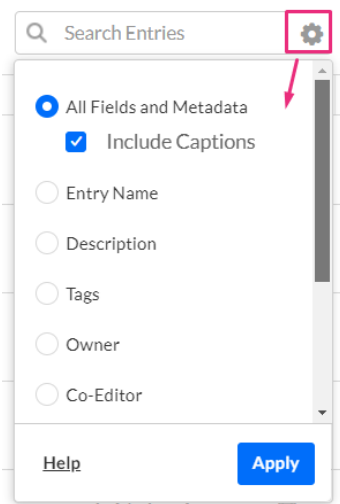 Search Entries
All Fields and Metadata
Include Captions
Entry Name
Description
Tags
Owner
Co-Editor
Help Apply